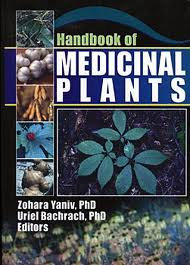 Handbook of
MEDICINAL
PLANTS
Zohara Yaniv, PhD
Uriel Bachrach, PhD
Editors